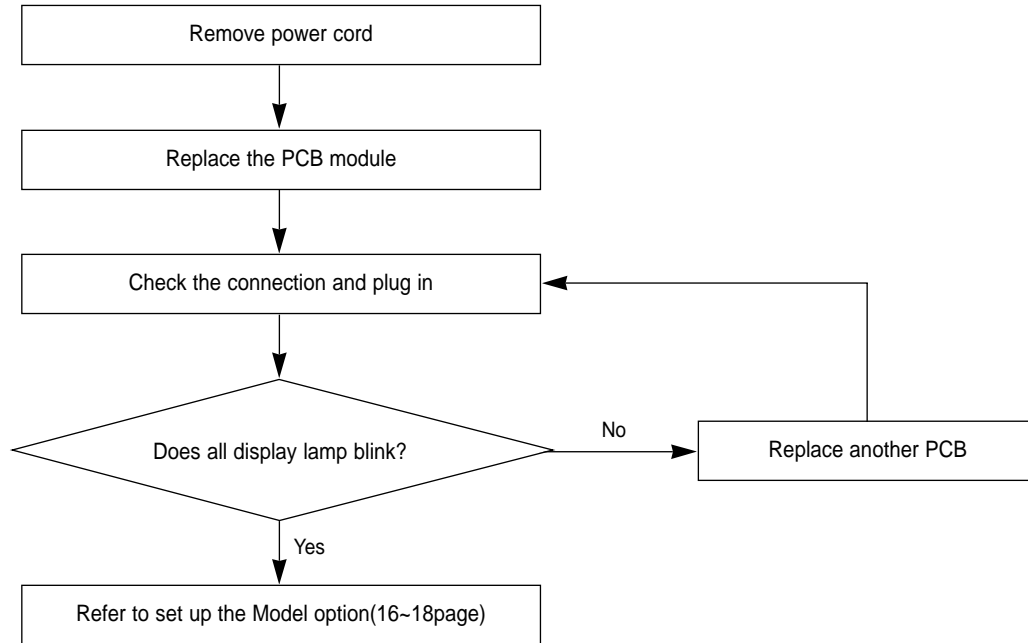 Remove power cord
Replace the PCB module
Check the connection and plug in
Does all display lamp blink?
No
Replace another PCB
Yes
Refer to set up the Model option(16~18page)